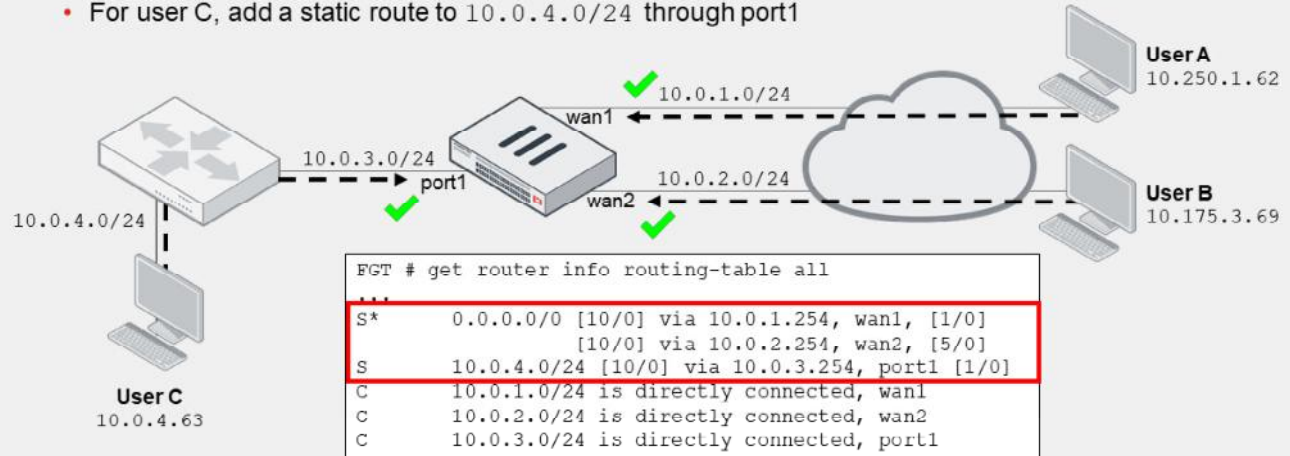 • For user C, add a static route to 10.0.4.0/24 through port1
User A
10.250.1.62
10.0.1.0/24
wan1
10.0.3.0/24
port1
10.0.2.0/24
wan2
User B
10.175.3.69
10.0.4.0/24
User C
10.0.4.63
FGT # get router info routing-table all
...
S* 0.0.0.0/0 [10/0] via 10.0.1.254, wan1, [1/0]
[10/0] via 10.0.2.254, wan2, [5/0]
S 10.0.4.0/24 [10/0] via 10.0.3.254, port1 [1/0]
C 10.0.1.0/24 is directly connected, wan1
C 10.0.2.0/24 is directly connected, wan2
C 10.0.3.0/24 is directly connected, port1